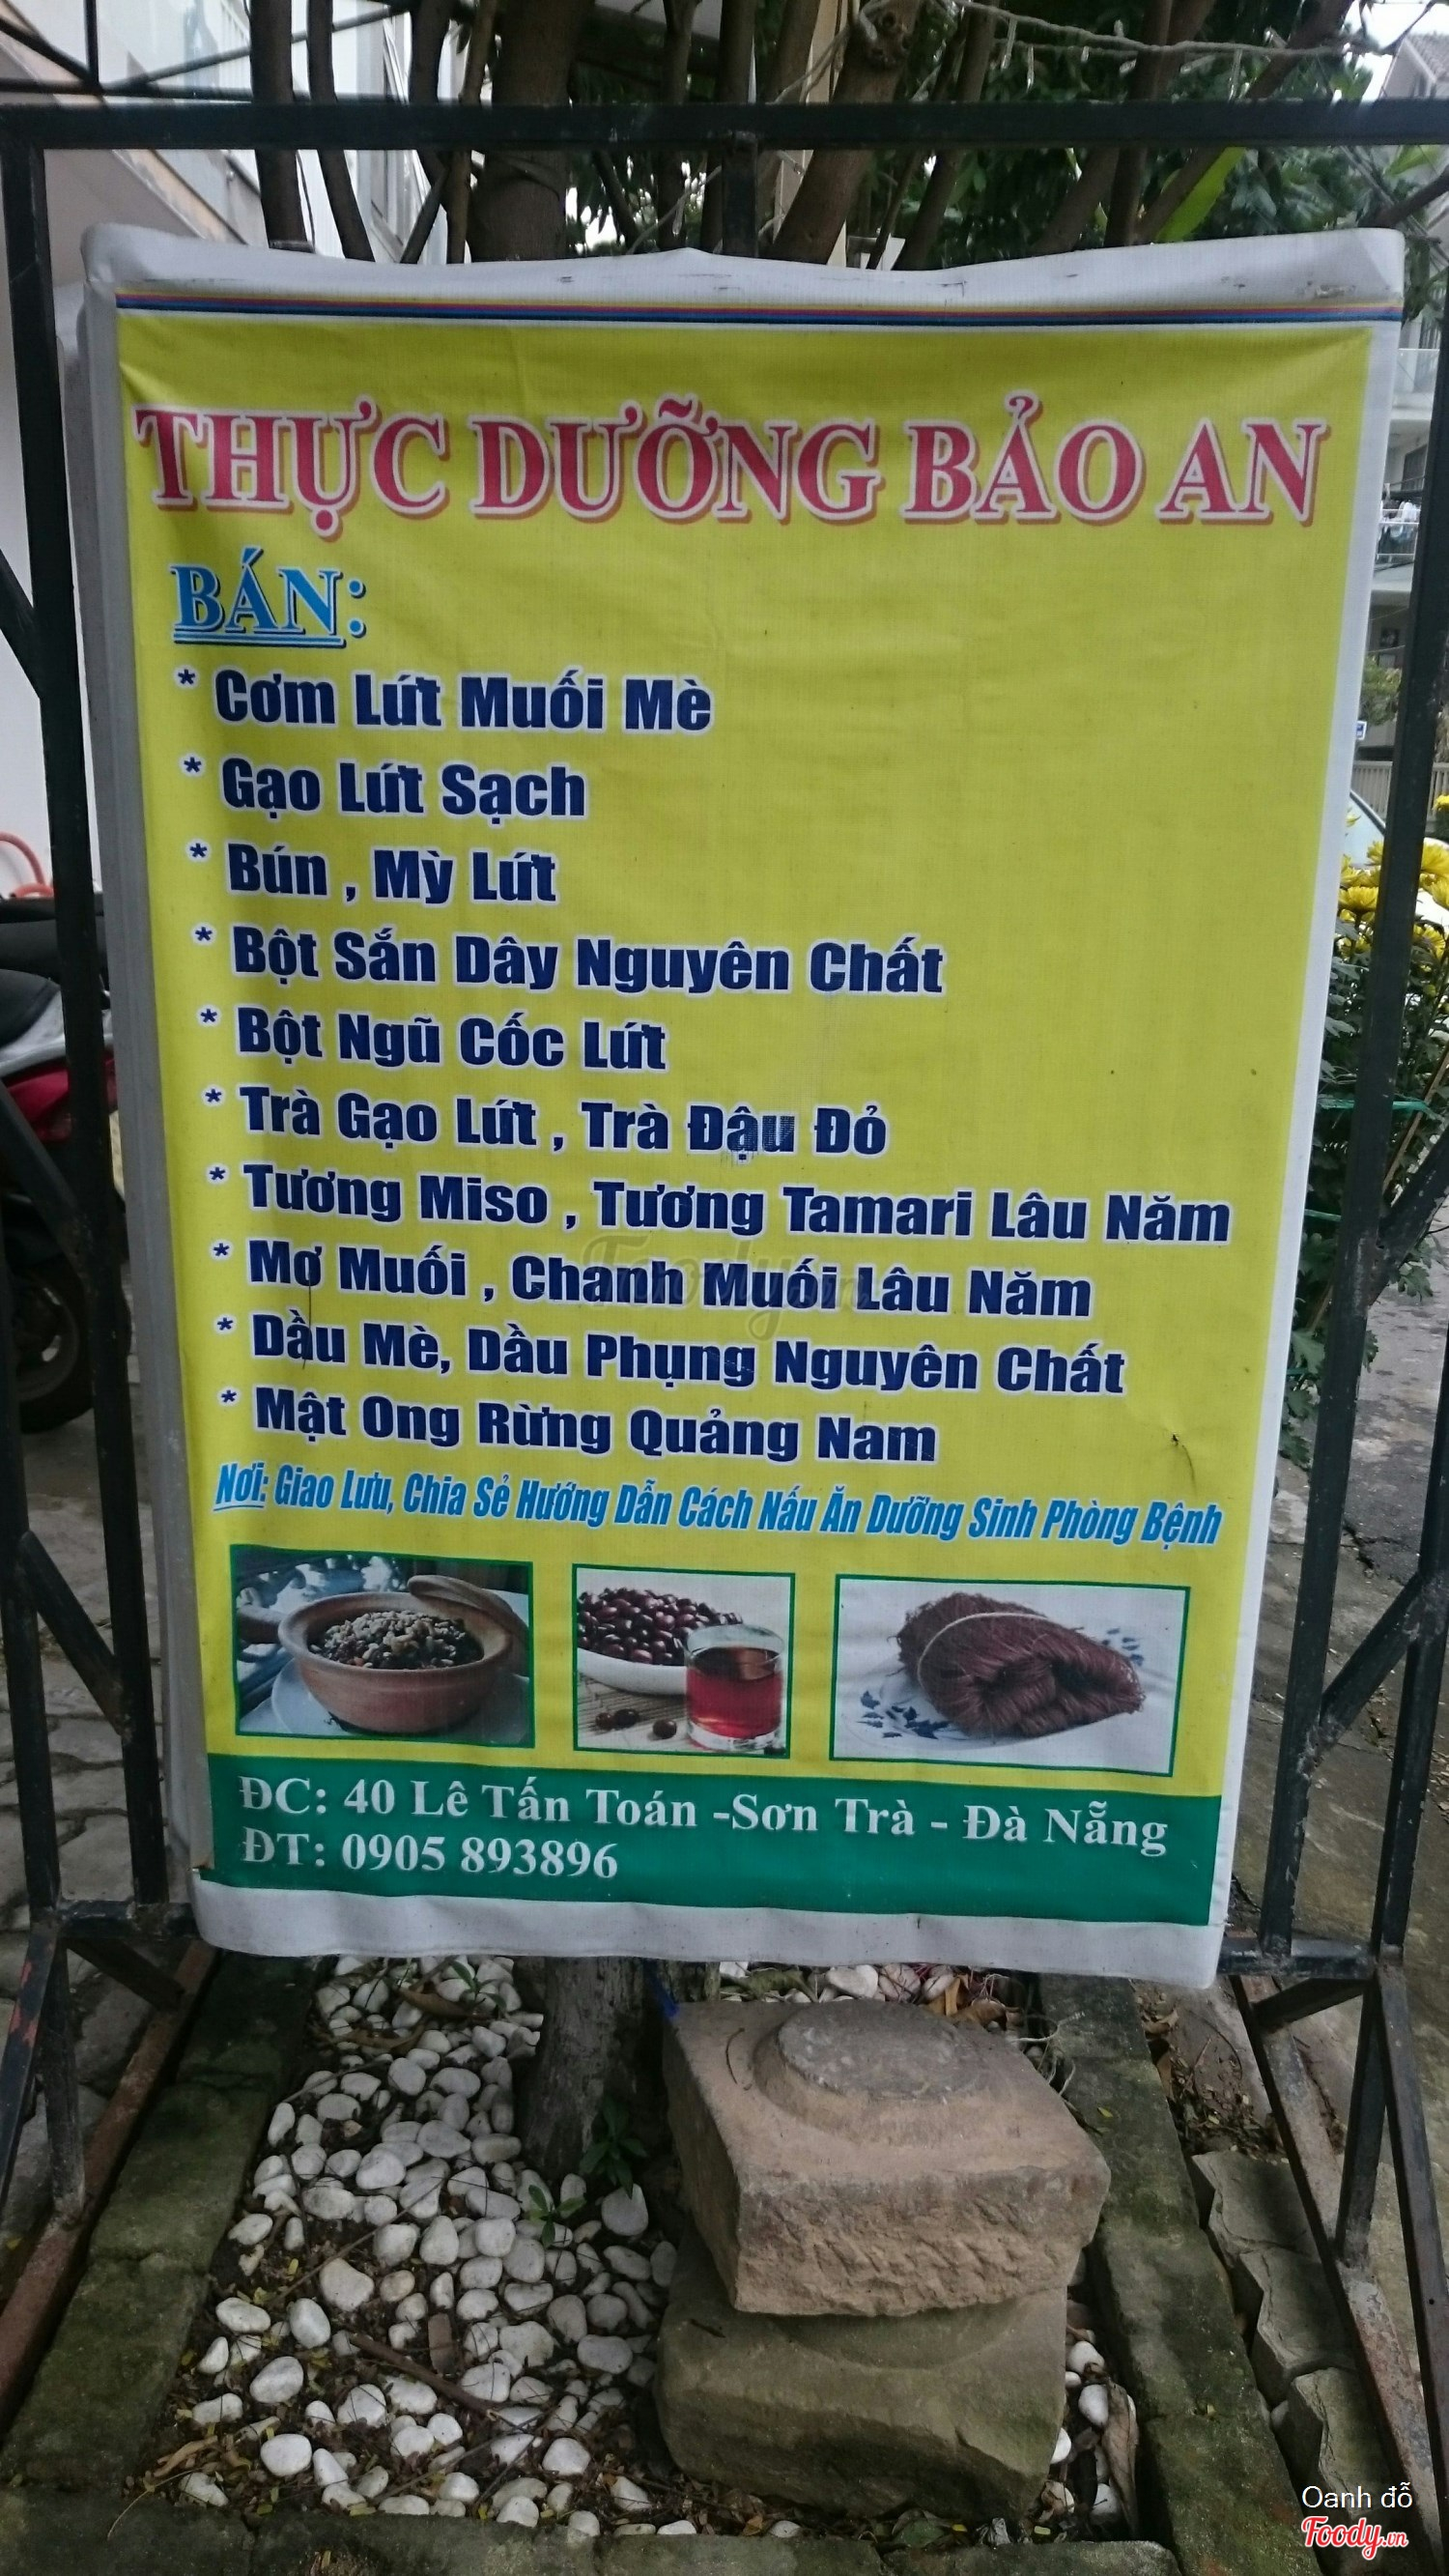 THỰC DƯỠNG BẢO AN
BÁN:
* Cơm Lứt Muối Mè
* Gạo Lứt Sạch
* Bún , Mỳ Lứt
* Bột Sắn Dây Nguyên Chất
* Bột Ngũ Cốc Lứt
* Trà Gạo Lứt , Trà Đậu Đỏ
* Tương Miso , Tương Tamari Lâu Năm
* Mơ Muối , Chanh Muối Lâu Năm
* Dầu Mè, Dầu Phụng Nguyên Chất
* Mật Ong Rừng Quảng Nam
Nơi: Giao Lưu, Chia Sẻ Hướng Dẫn Cách Nấu Ăn Dưỡng Sinh Phòng Bệnh
ĐC: 40 Lê Tấn Toán -Sơn Trà - Đà Nẵng
ĐT: 0905 893896
Foody.vn
Oanh đỗ
Foody.vn